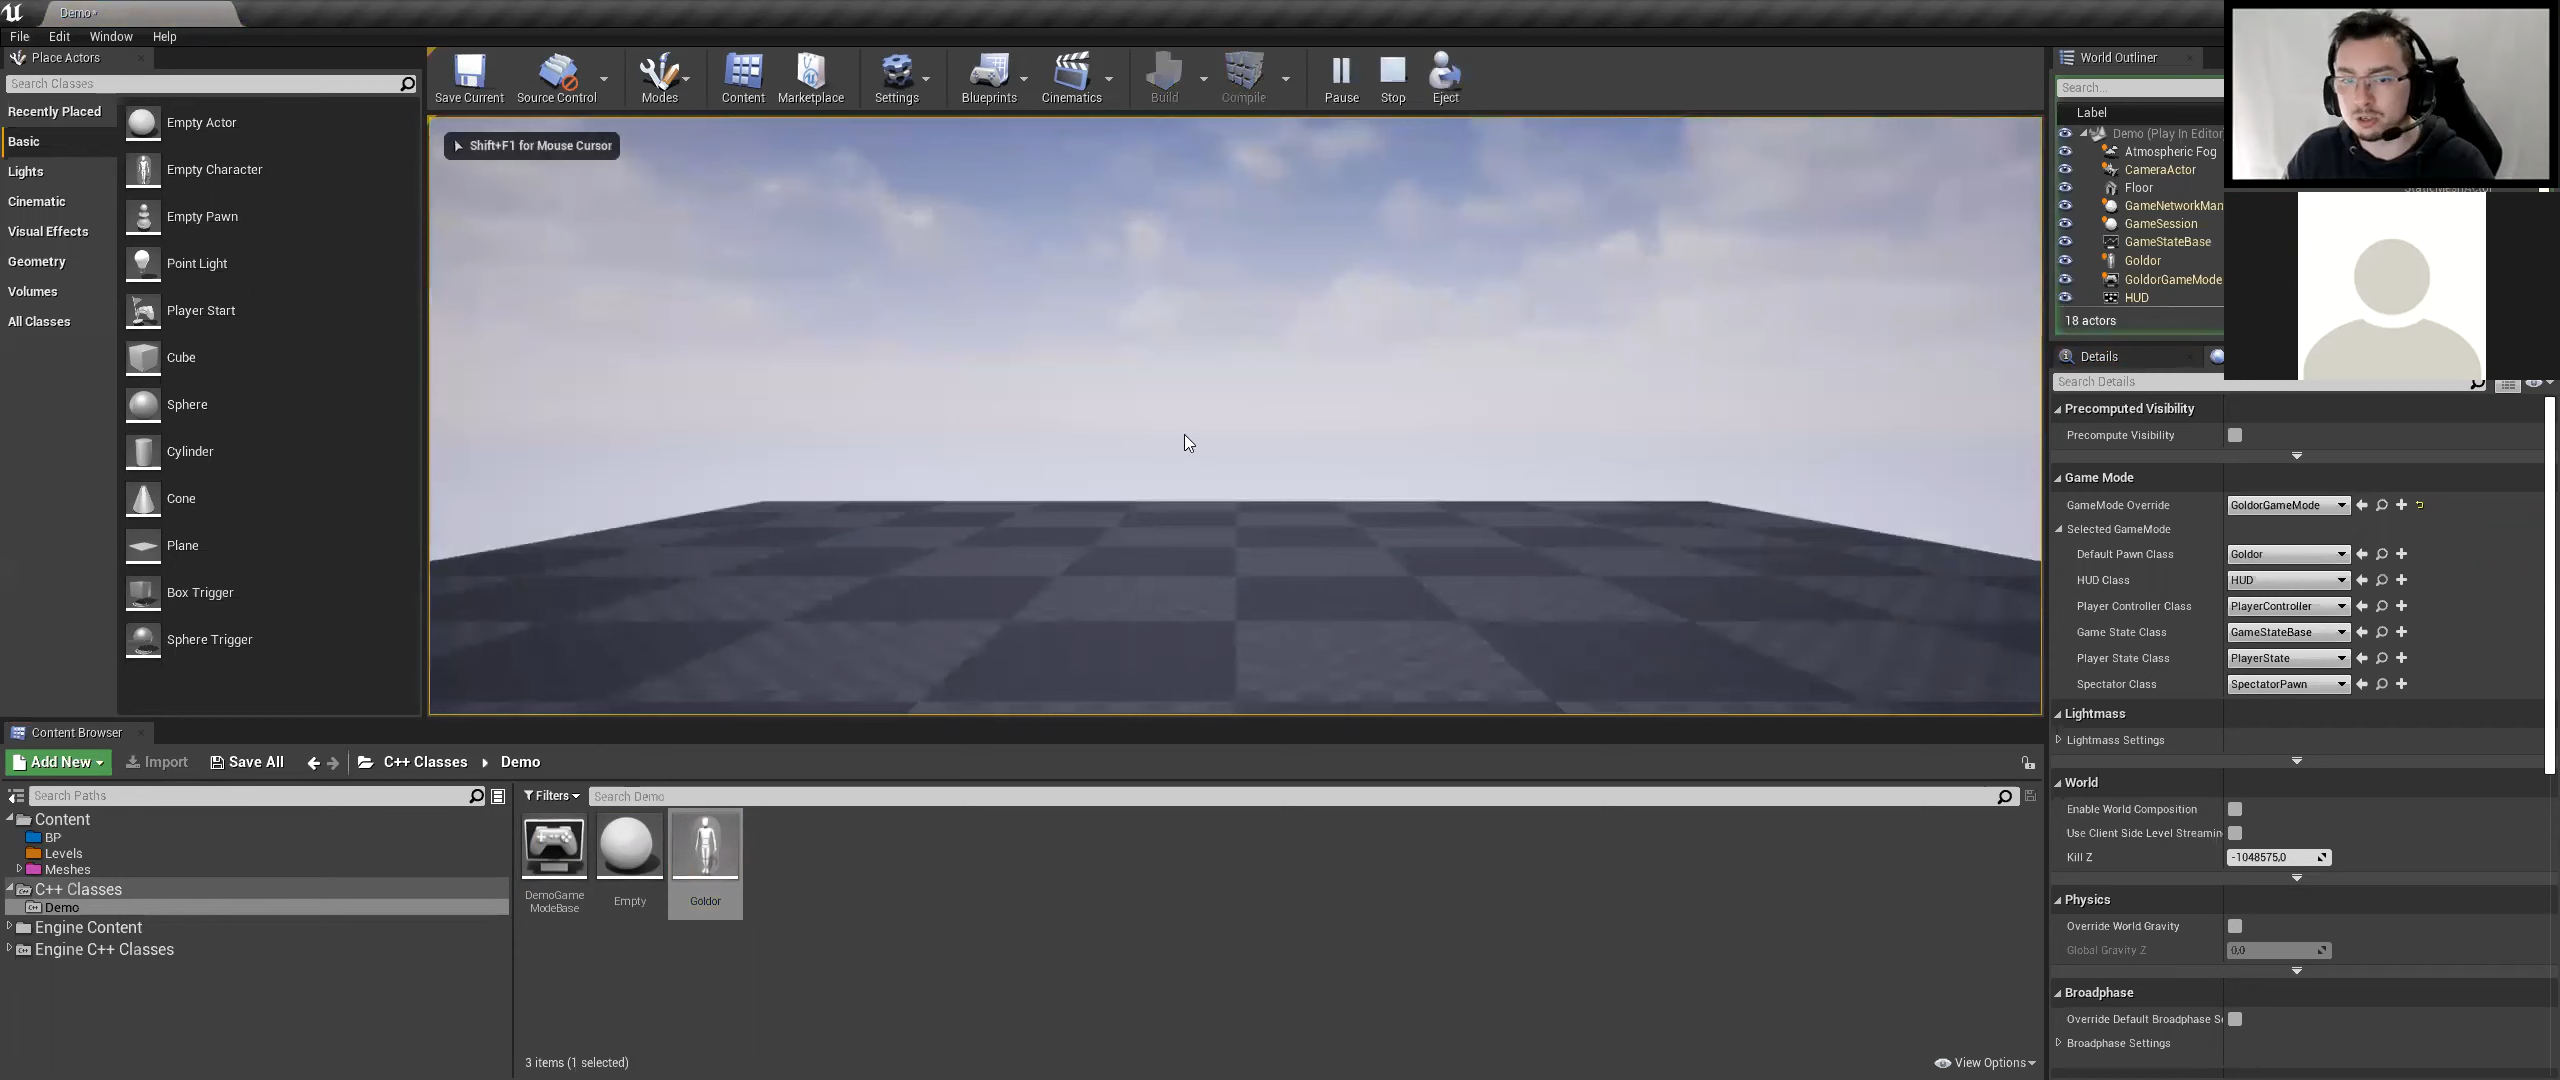 Demo*
File Edit Window Help
Place Actors
Search Classes
Recently Placed
Basic
Lights
Cinematic
Visual Effects
Geometry
Volumes
All Classes
Empty Actor
Empty Character
Empty Pawn
Point Light
Player Start
Cube
Sphere
Cylinder
Cone
Plane
Box Trigger
Sphere Trigger
Save Current Source Control Modes Content Marketplace Settings Blueprints Cinematics Build Compile Pause Stop Eject
Shift+F1 for Mouse Cursor
World Outliner
Search...
Label
Demo (Play In Editor
Atmospheric Fog
CameraActor
Floor
StaticMeshActor
GameNetworkMan
GameSession
GameStateBase
Goldor
GoldorGameMode
HUD
18 actors
Details
Search Details
Precomputed Visibility
Precompute Visibility
Game Mode
GameMode Override GoldorGameMode
Selected GameMode
Default Pawn Class Goldor
HUD Class HUD
Player Controller Class PlayerController
Game State Class GameStateBase
Player State Class PlayerState
Spectator Class SpectatorPawn
Lightmass
Lightmass Settings
World
Enable World Composition
Use Client Side Level Streamin
Kill Z -1048575,0
Physics
Override World Gravity
Global Gravity Z 0,0
Broadphase
Override Default Broadphase Se
Broadphase Settings
Content Browser
Add New Import Save All C++ Classes Demo
Search Paths
Content
BP
Levels
Meshes
C++ Classes
Demo
Engine Content
Engine C++ Classes
Filters Search Demo
DemoGame
ModeBase
Empty
Goldor
3 items (1 selected)
View Options